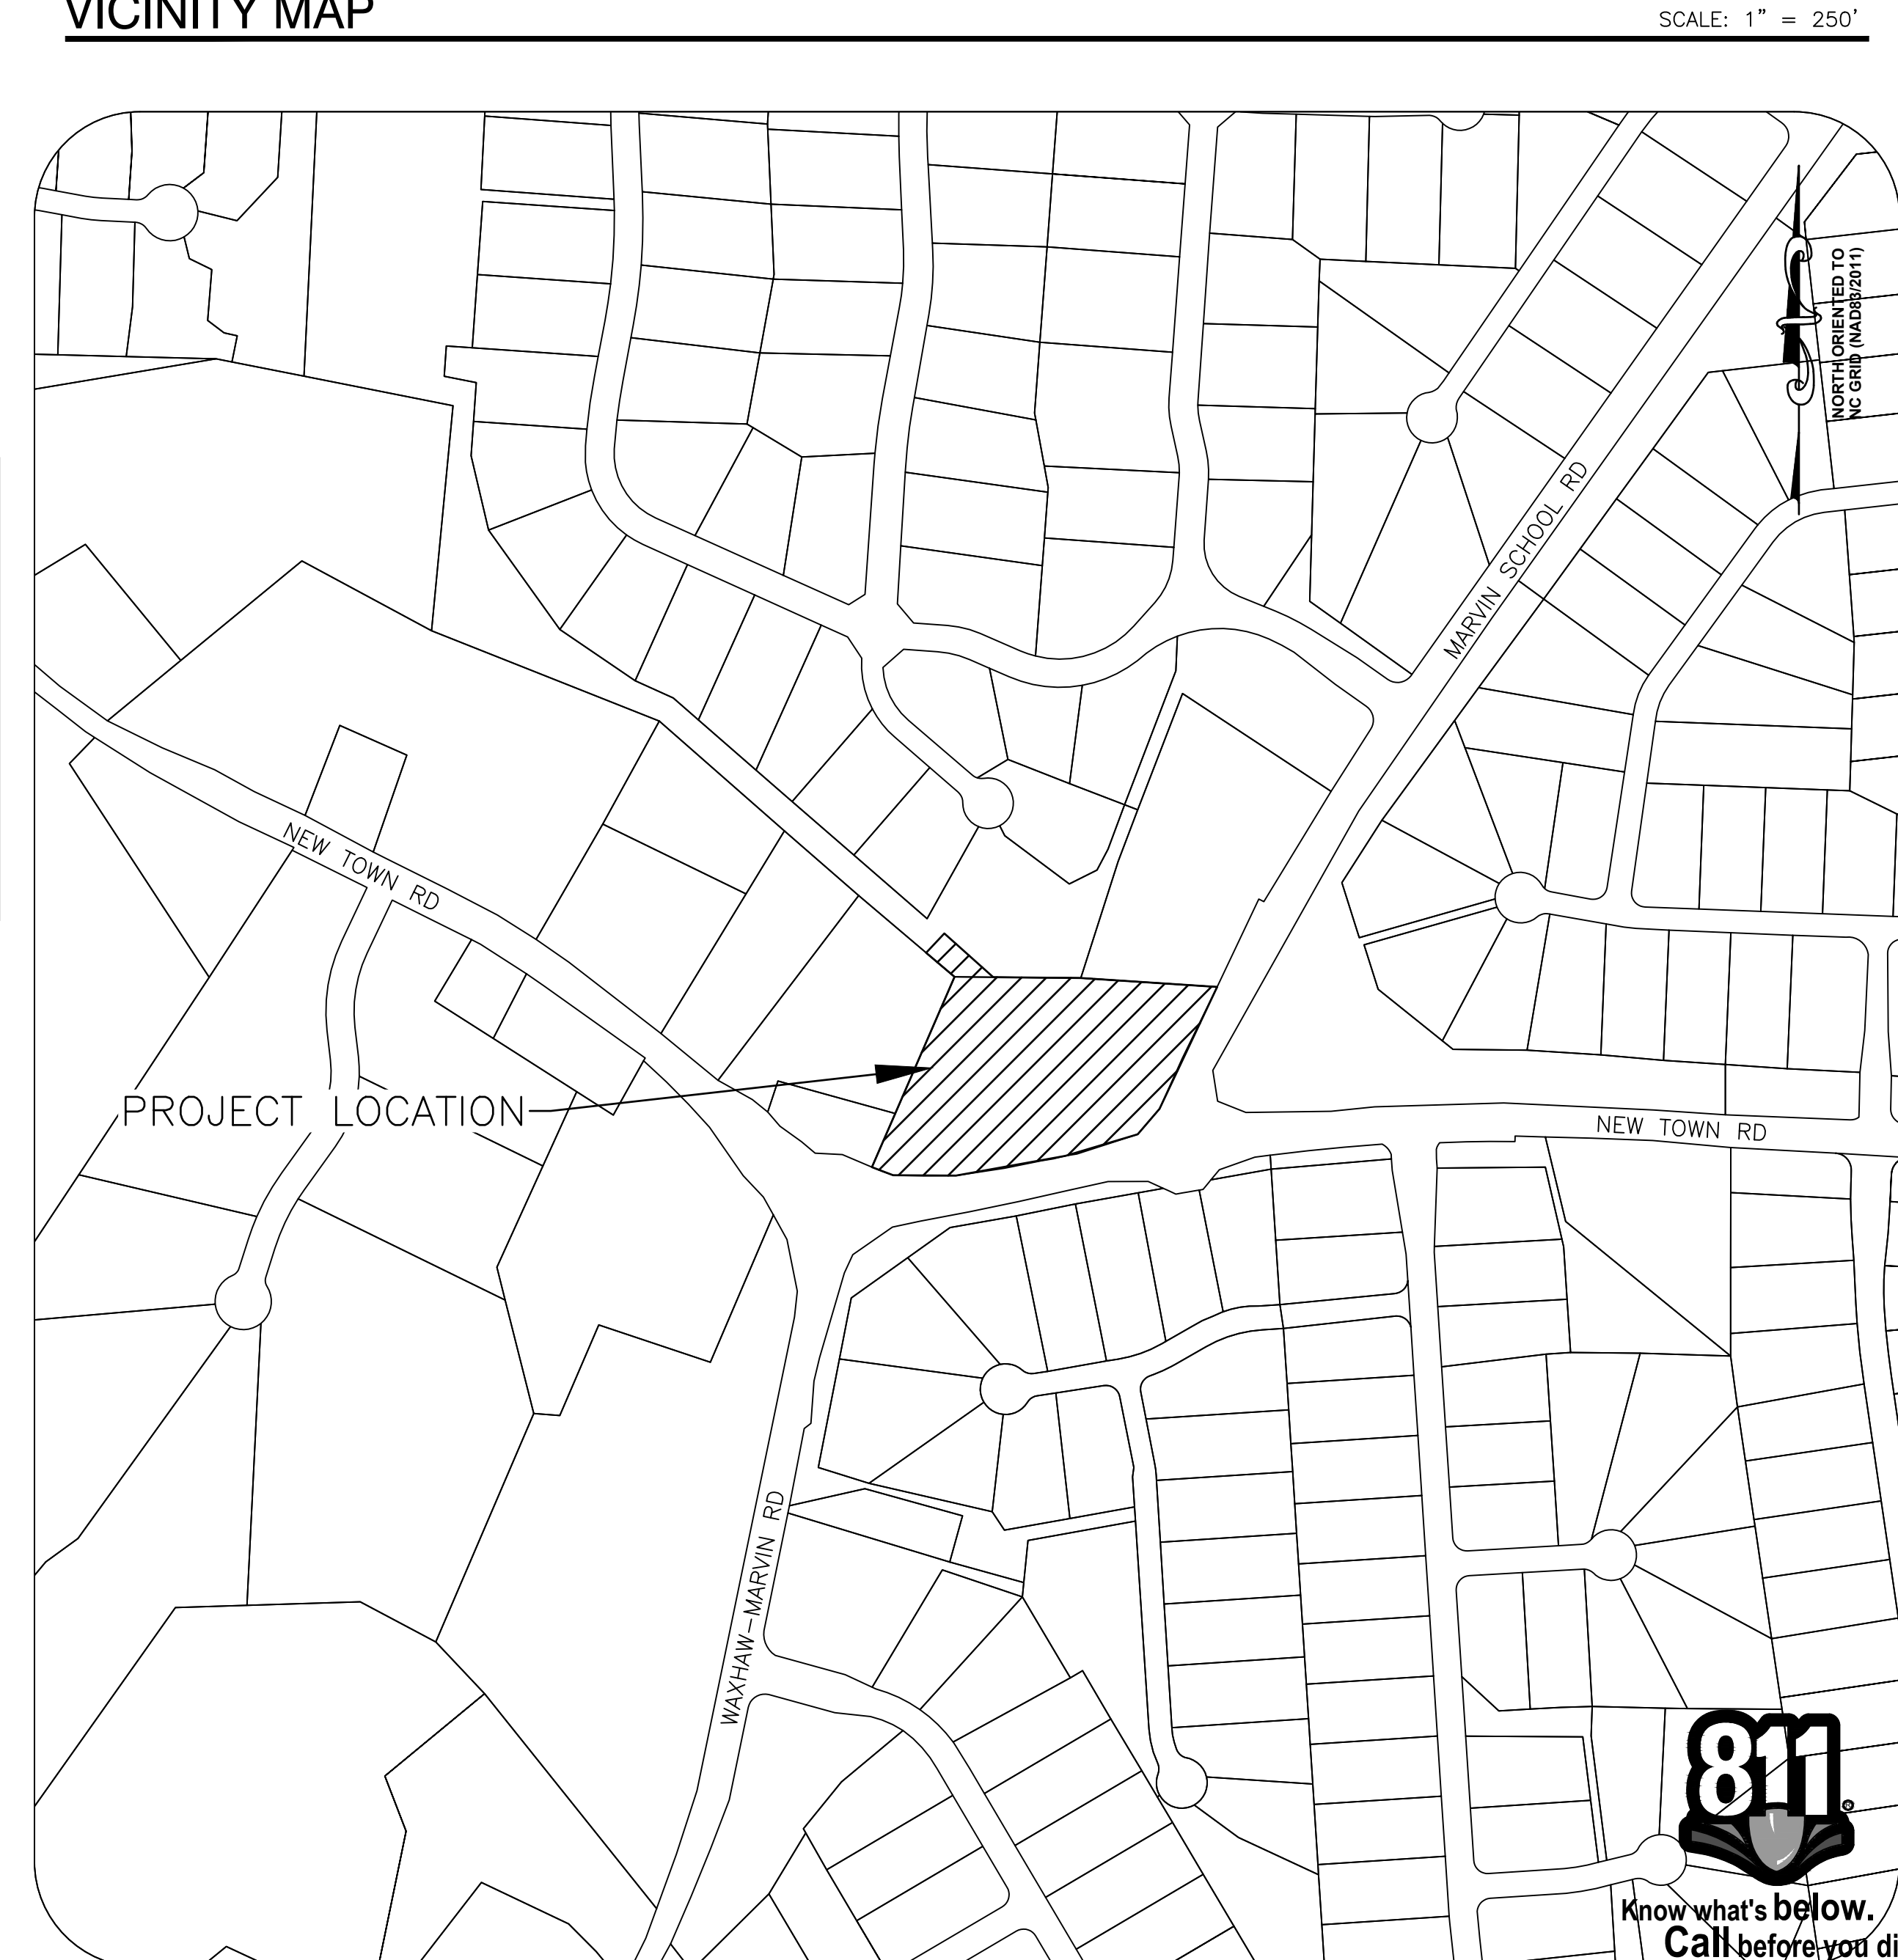 VICINITY MAP
SCALE: 1" = 250'
NORTH ORIENTED TO
NC GRID (NAD83/2011)
MARVIN SCHOOL RD
NEW TOWN RD
PROJECT LOCATION
NEW TOWN RD
WAXHAW-MARVIN RD
811®
Know what's below.
Call before you di